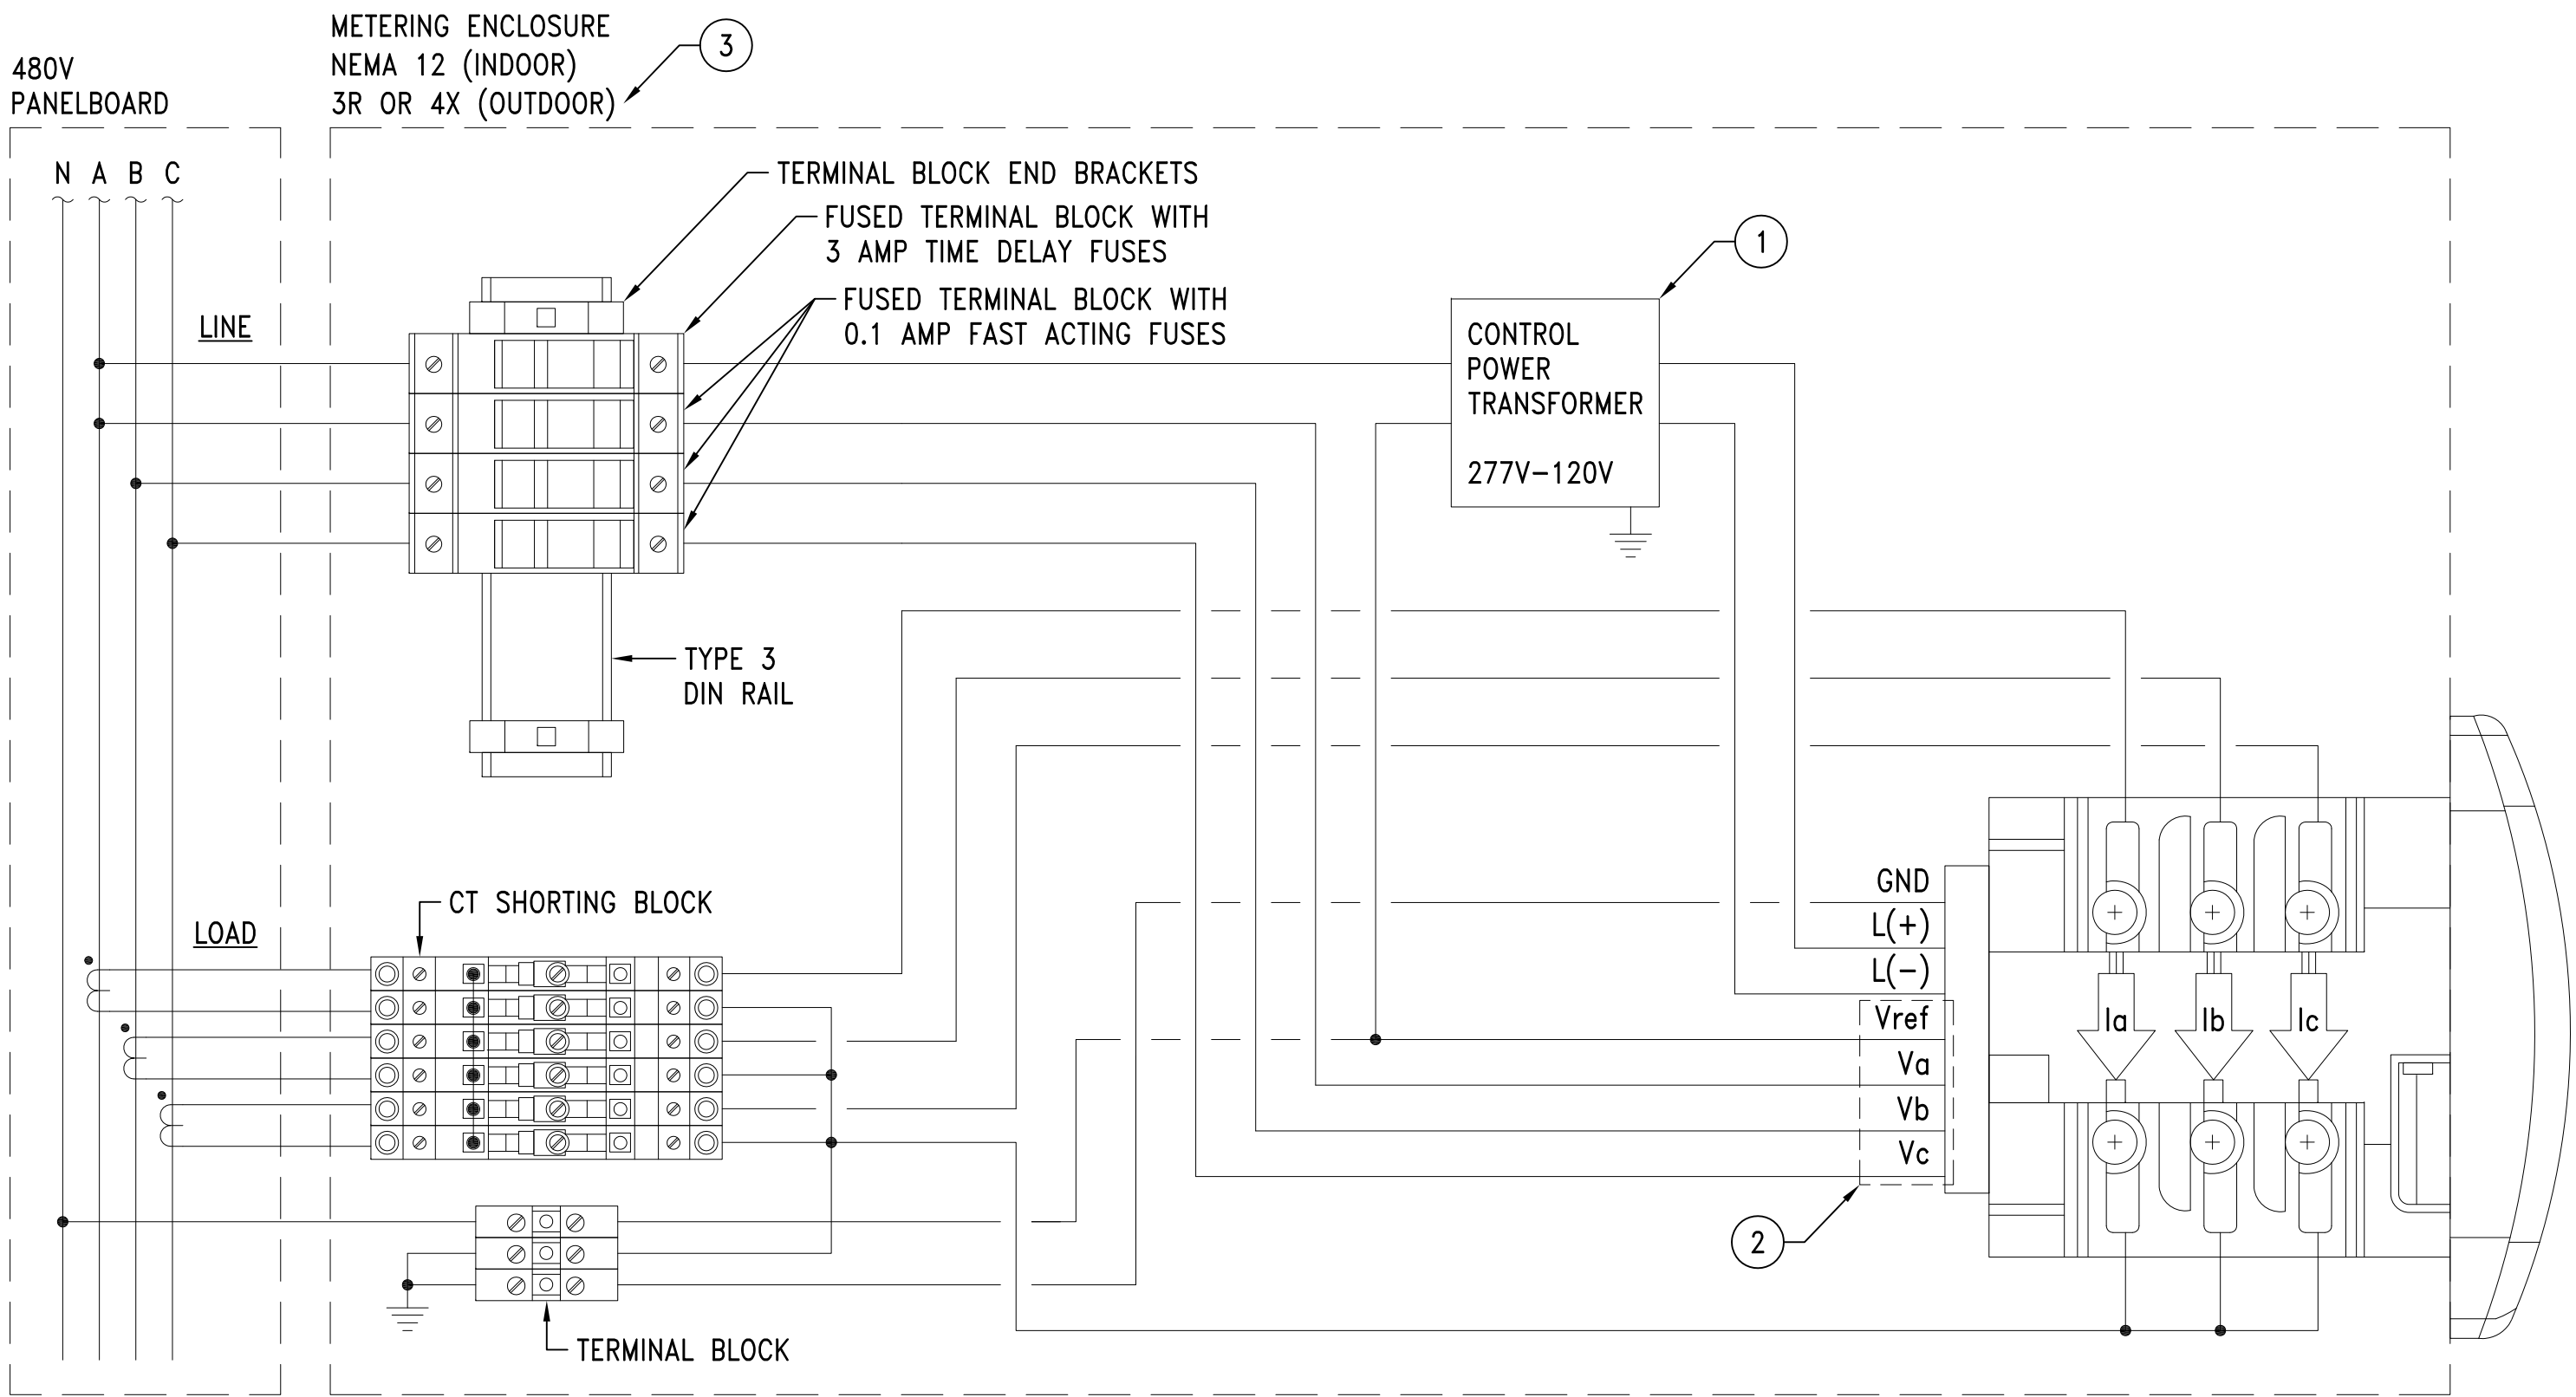 METERING ENCLOSURE
NEMA 12 (INDOOR)
3R OR 4X (OUTDOOR)
3
480V
PANELBOARD
N A B C
TERMINAL BLOCK END BRACKETS
FUSED TERMINAL BLOCK WITH
3 AMP TIME DELAY FUSES
FUSED TERMINAL BLOCK WITH
0.1 AMP FAST ACTING FUSES
1
LINE
CONTROL
POWER
TRANSFORMER
277V-120V
TYPE 3
DIN RAIL
CT SHORTING BLOCK
LOAD
GND
L(+)
L(-)
Vref
Va
Vb
Vc
Ia Ib Ic
2
TERMINAL BLOCK